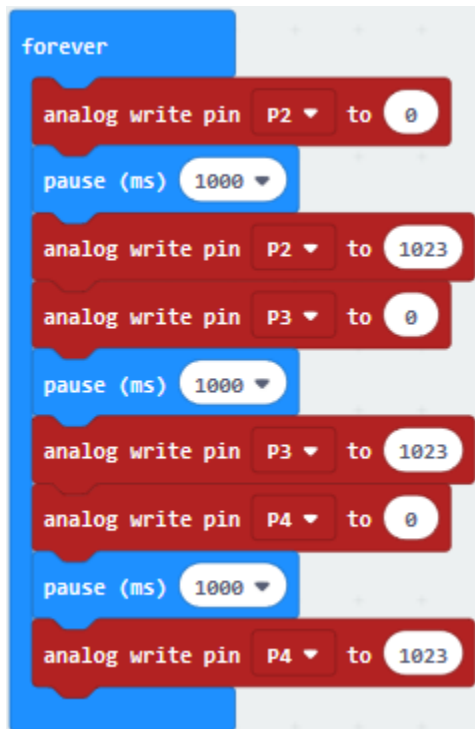 forever
analog write pin P2 to 0
pause (ms) 1000
analog write pin P2 to 1023
analog write pin P3 to 0
pause (ms) 1000
analog write pin P3 to 1023
analog write pin P4 to 0
pause (ms) 1000
analog write pin P4 to 1023